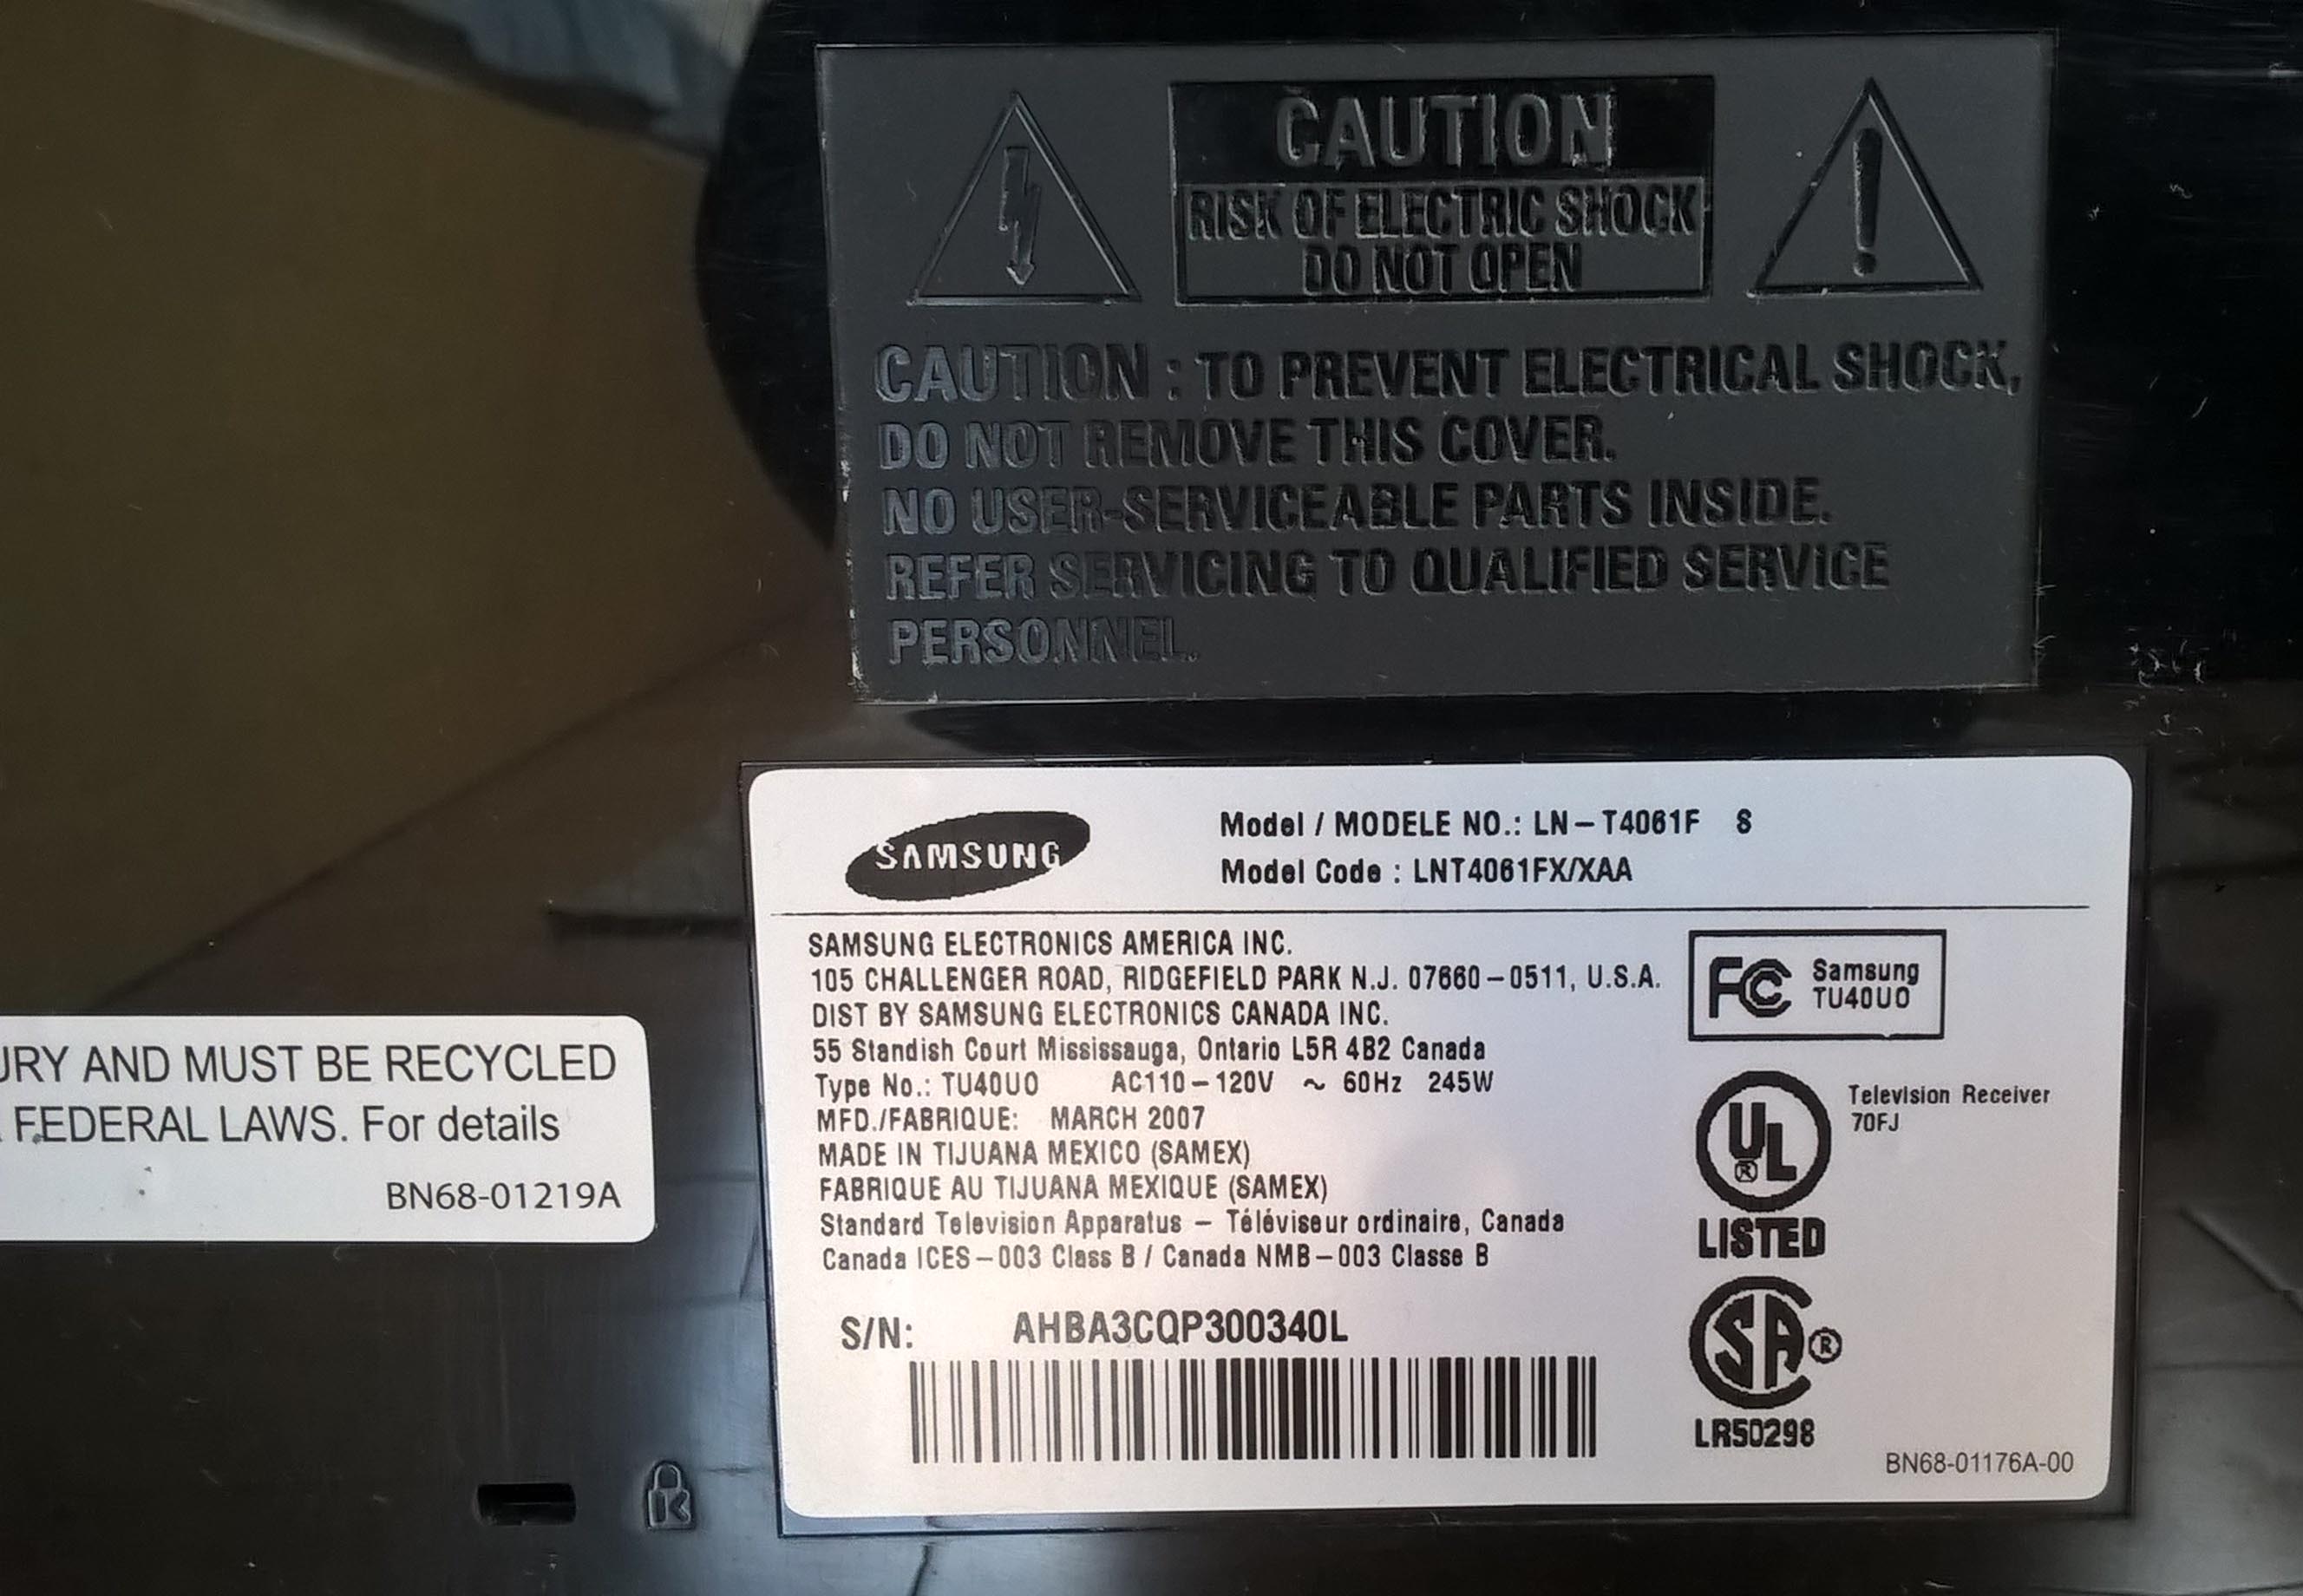 CAUTION
RISK OF ELECTRIC SHOCK
DO NOT OPEN
CAUTION : TO PREVENT ELECTRICAL SHOCK,
DO NOT REMOVE THIS COVER.
NO USER-SERVICEABLE PARTS INSIDE.
REFER SERVICING TO QUALIFIED SERVICE
PERSONNEL.
SAMSUNG
Model / MODELE NO.: LN-T4061F S
Model Code : LNT4061FX/XAA
SAMSUNG ELECTRONICS AMERICA INC.
105 CHALLENGER ROAD, RIDGEFIELD PARK N.J. 07660-0511, U.S.A.
DIST BY SAMSUNG ELECTRONICS CANADA INC.
55 Standish Court Mississauga, Ontario L5R 4B2 Canada
Type No.: TU40UO AC110-120V ~ 60Hz 245W
MFD./FABRIQUE: MARCH 2007
MADE IN TIJUANA MEXICO (SAMEX)
FABRIQUE AU TIJUANA MEXIQUE (SAMEX)
Standard Television Apparatus – Téléviseur ordinaire, Canada
Canada ICES-003 Class B / Canada NMB-003 Classe B
S/N: AHBA3CQP300340L
FC Samsung
TU40UO
UL ® Television Receiver
70FJ
LISTED
SA ®
LR50298
BN68-01176A-00
AND MUST BE RECYCLED
FEDERAL LAWS. For details
BN68-01219A